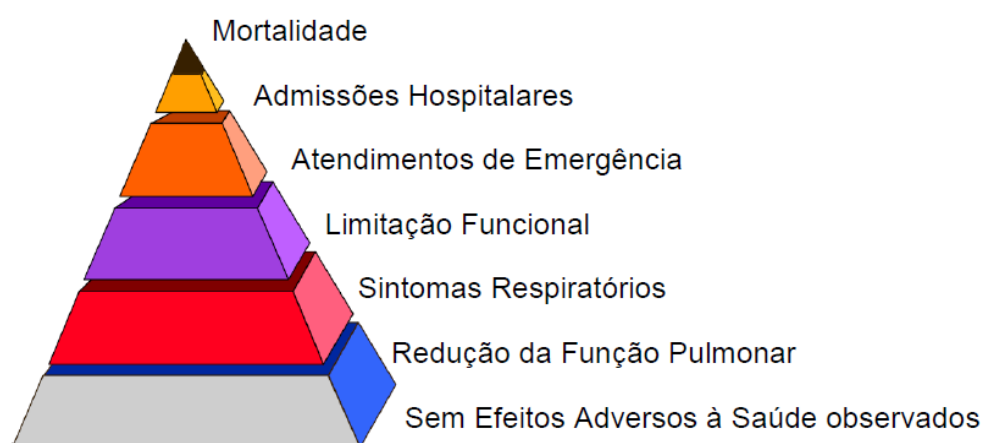 Mortalidade
Admissões Hospitalares
Atendimentos de Emergência
Limitação Funcional
Sintomas Respiratórios
Redução da Função Pulmonar
Sem Efeitos Adversos à Saúde observados